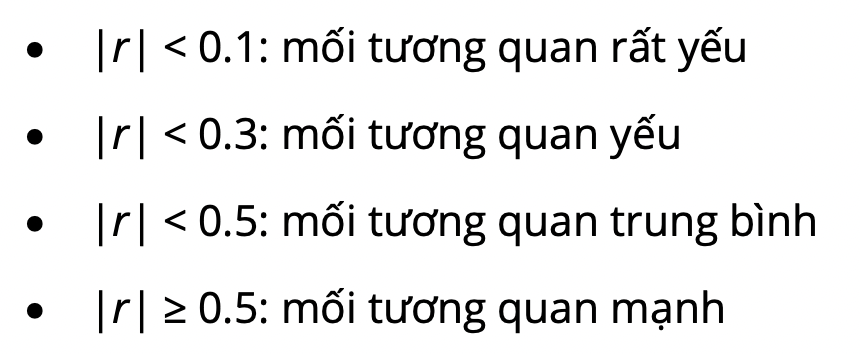 • |r| < 0.1: mối tương quan rất yếu
• |r| < 0.3: mối tương quan yếu
• |r| < 0.5: mối tương quan trung bình
• |r| ≥ 0.5: mối tương quan mạnh